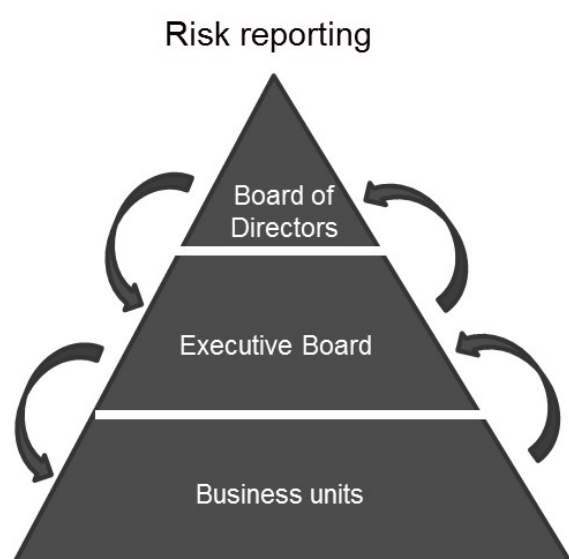 Risk reporting
Board of
Directors
Executive Board
Business units